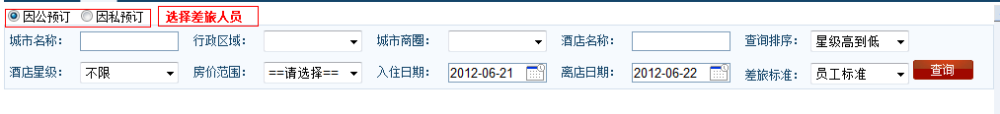 因公预订 因私预订 选择差旅人员
城市名称： 行政区域： 城市商圈： 酒店名称： 查询排序： 星级高到低
酒店星级： 不限 房价范围： ==请选择== 入住日期： 2012-06-21 离店日期： 2012-06-22 差旅标准： 员工标准 查询